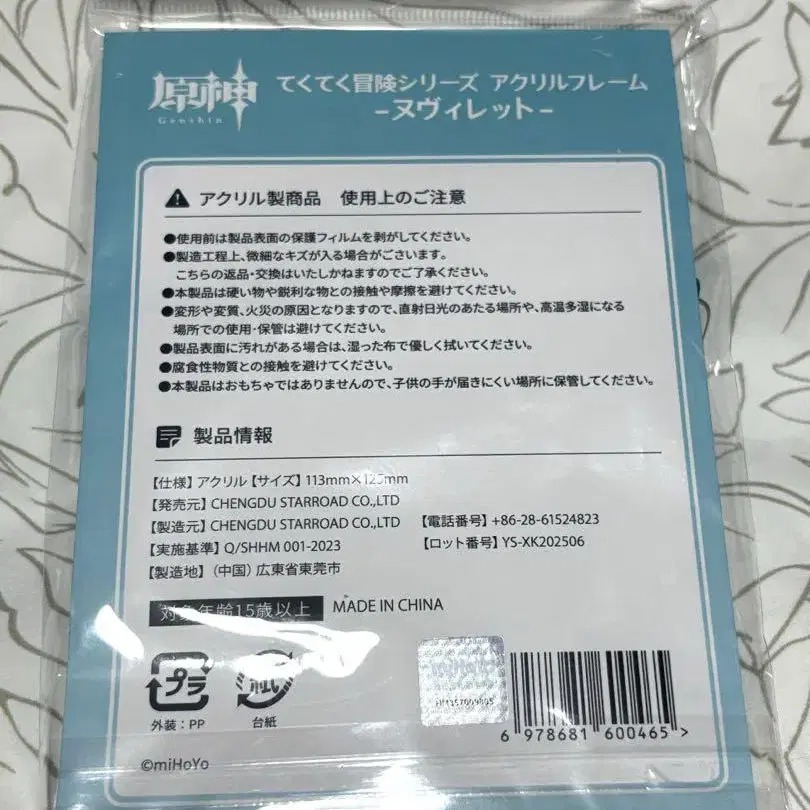 原神
Genshin
てくてく冒険シリーズ アクリルフレーム
-ヌヴィレット-
アクリル製商品 使用上のご注意
●使用前は製品表面の保護フィルムを剥がしてください。
●製造工程上、微細なキズが入る場合がございます。
こちらの返品・交換はいたしかねますのでご了承ください。
●本製品は硬い物や鋭利な物との接触や摩擦を避けてください。
●変形や変質、火災の原因となりますので、直射日光のあたる場所や、高温多湿になる
場所での使用・保管は避けてください。
●製品表面に汚れがある場合は、湿った布で優しく拭いてください。
●腐食性物質との接触を避けてください。
●本製品はおもちゃではありませんので、子供の手が届きにくい場所に保管してください。
製品情報
【仕様】アクリル【サイズ】113mm×125mm
【発売元】CHENGDU STARROAD CO.,LTD
【製造元】CHENGDU STARROAD CO.,LTD 【電話番号】+86-28-61524823
【実施基準】Q/SHHM 001-2023 【ロット番号】YS-XK202506
【製造地】(中国)広東省東莞市
対象年齢15歳以上 MADE IN CHINA
プラ
紙
外装:PP
台紙
6 978681 600465>
©miHoYo